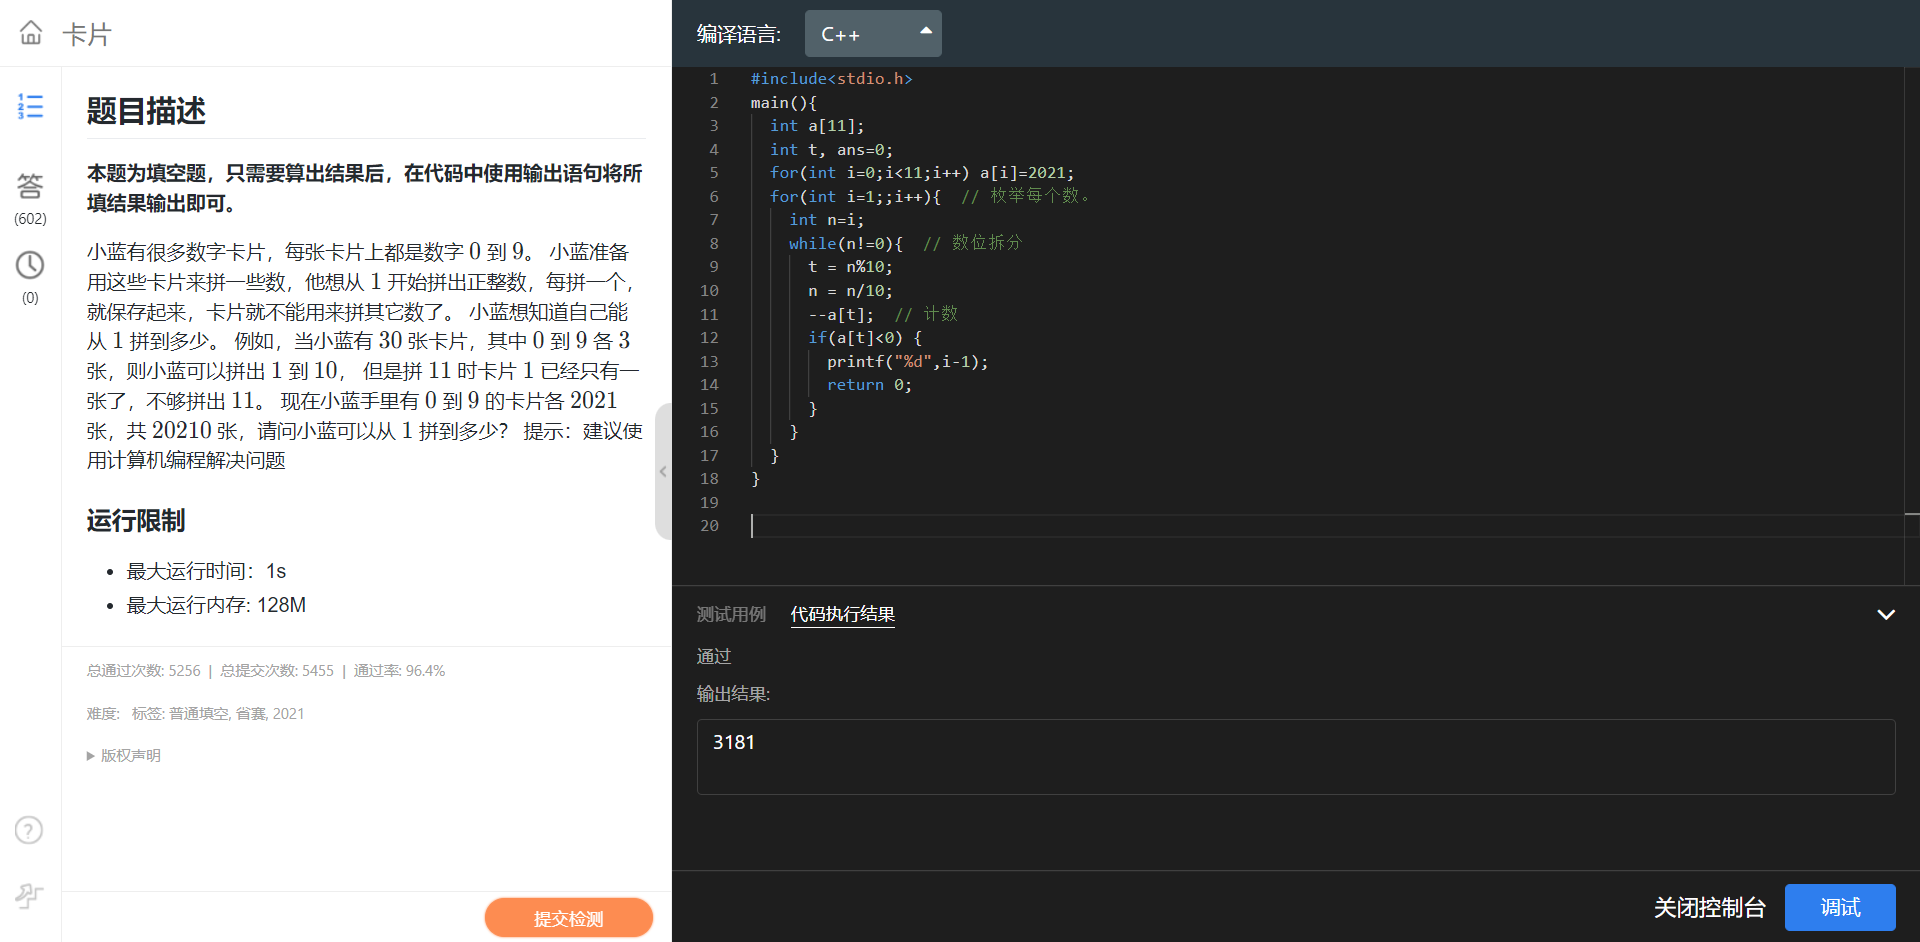 卡片
答
(602)
(0)
题目描述
本题为填空题，只需要算出结果后，在代码中使用输出语句将所
填结果输出即可。
小蓝有很多数字卡片，每张卡片上都是数字 0 到 9。 小蓝准备
用这些卡片来拼一些数，他想从 1 开始拼出正整数，每拼一个，
就保存起来，卡片就不能用来拼其它数了。 小蓝想知道自己能
从 1 拼到多少。 例如，当小蓝有 30 张卡片，其中 0 到 9 各 3
张，则小蓝可以拼出 1 到 10， 但是拼 11 时卡片 1 已经只有一
张了，不够拼出 11。 现在小蓝手里有 0 到 9 的卡片各 2021
张，共 20210 张，请问小蓝可以从 1 拼到多少？ 提示：建议使
用计算机编程解决问题
运行限制
• 最大运行时间：1s
• 最大运行内存: 128M
总通过次数: 5256 | 总提交次数: 5455 | 通过率: 96.4%
难度: 标签: 普通填空, 省赛, 2021
▶ 版权声明
提交检测
编译语言: C++
1 #include<stdio.h>
2 main(){
3 int a[11];
4 int t, ans=0;
5 for(int i=0;i<11;i++) a[i]=2021;
6 for(int i=1;;i++){ // 枚举每个数。
7 int n=i;
8 while(n!=0){ // 数位拆分
9 t = n%10;
10 n = n/10;
11 --a[t]; // 计数
12 if(a[t]<0) {
13 printf("%d",i-1);
14 return 0;
15 }
16 }
17 }
18 }
19
20
测试用例 代码执行结果
通过
输出结果:
3181
关闭控制台 调试